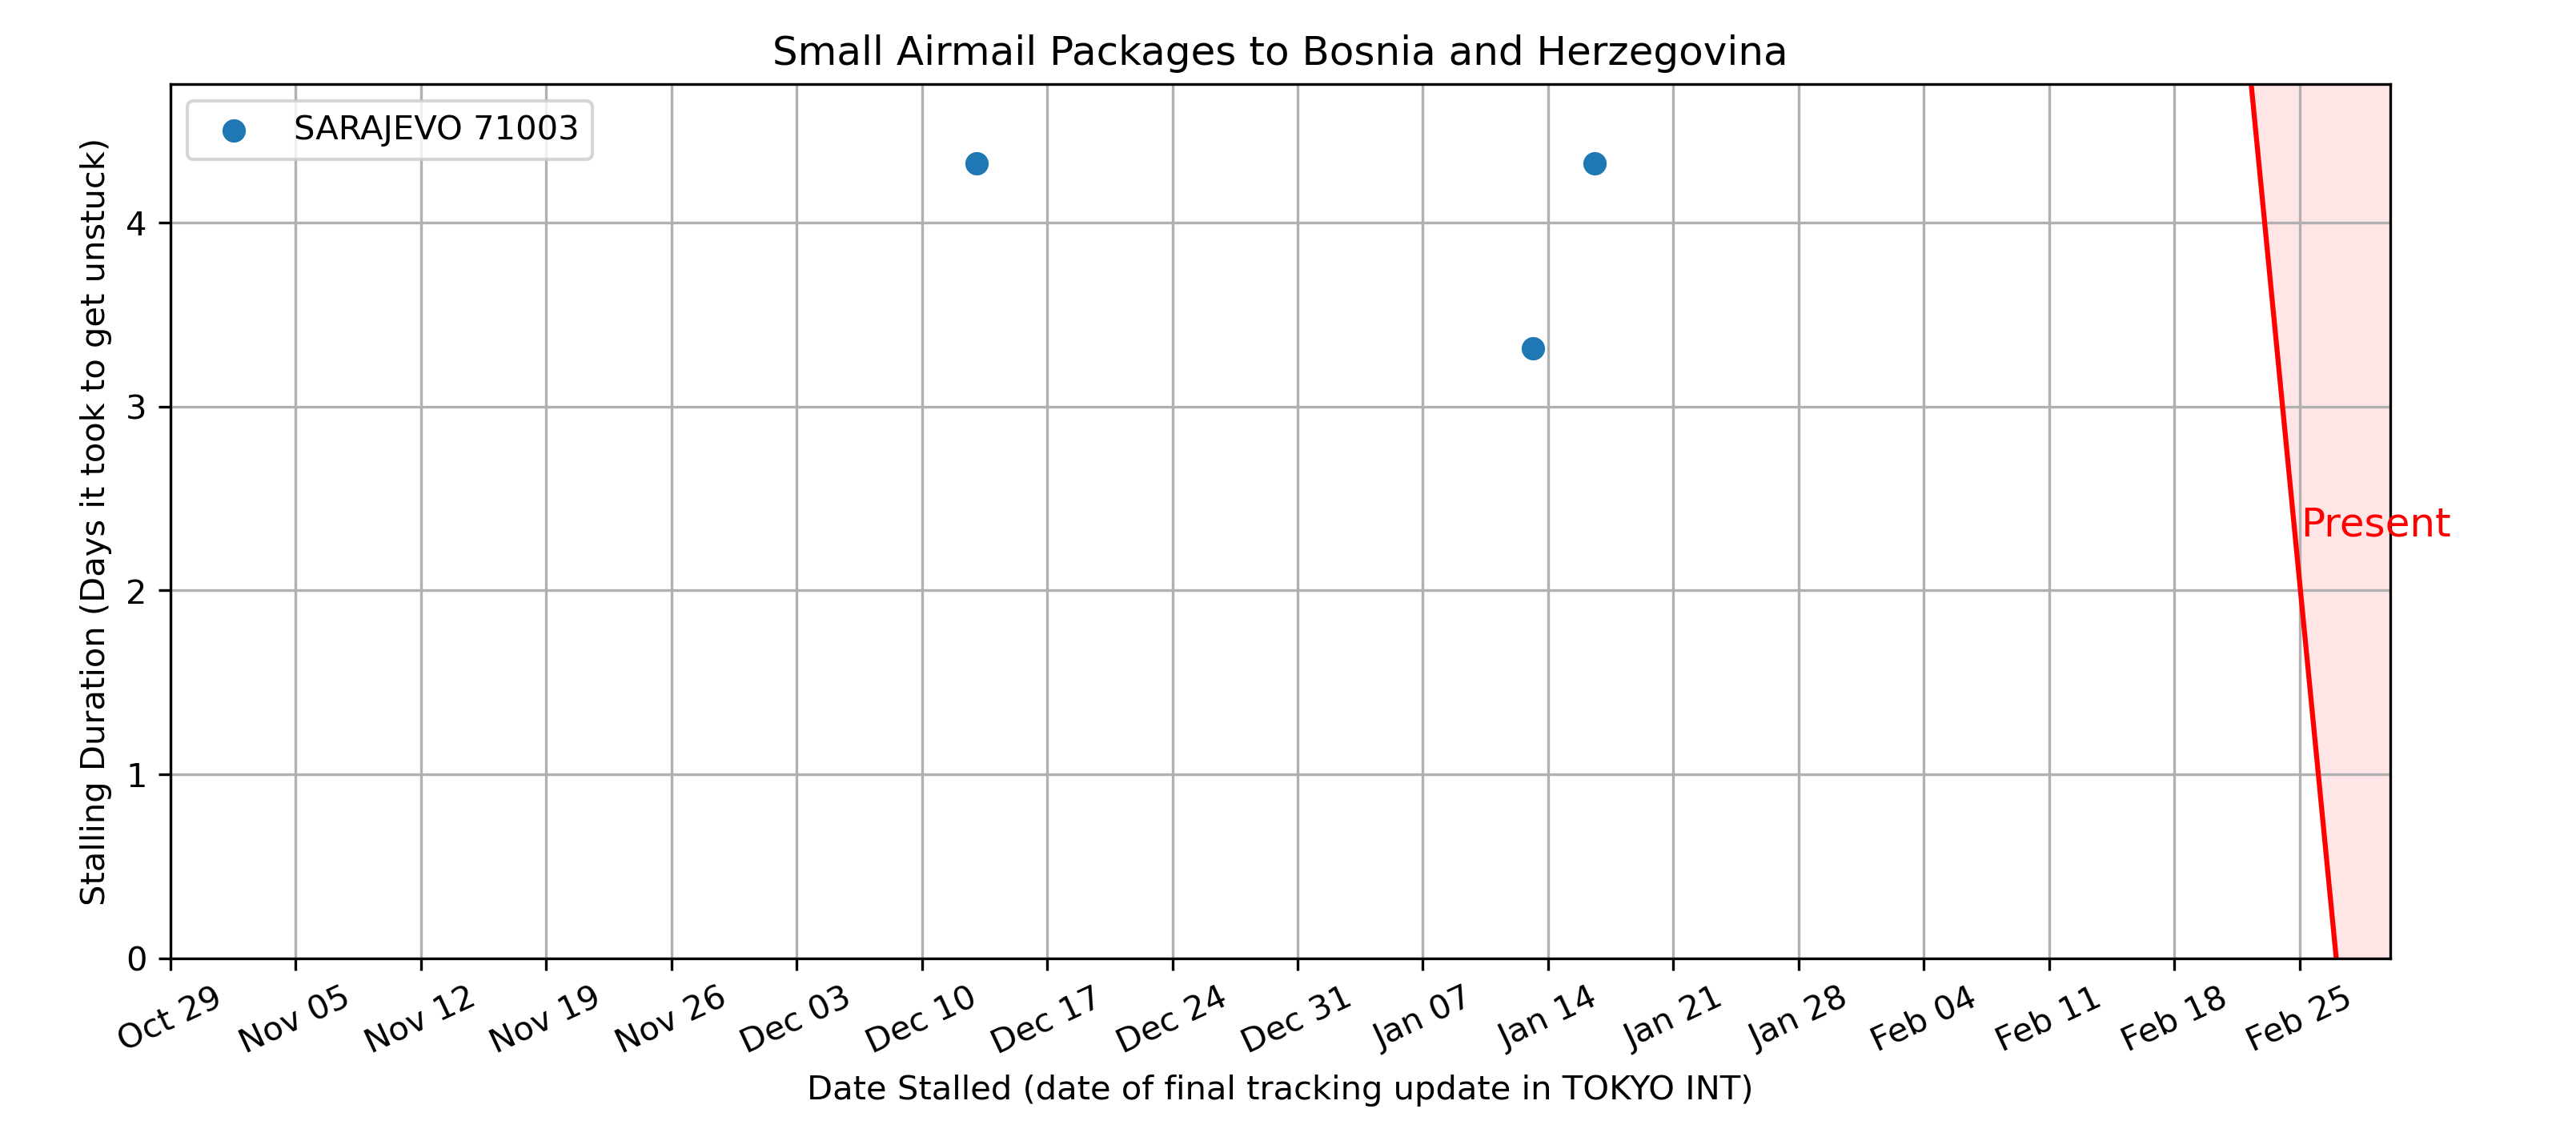 Small Airmail Packages to Bosnia and Herzegovina
SARAJEVO 71003
Stalling Duration (Days it took to get unstuck)
4
3
2
1
0
Present
Oct 29
Nov 05
Nov 12
Nov 19
Nov 26
Dec 03
Dec 10
Dec 17
Dec 24
Dec 31
Jan 07
Jan 14
Jan 21
Jan 28
Feb 04
Feb 11
Feb 18
Feb 25
Date Stalled (date of final tracking update in TOKYO INT)